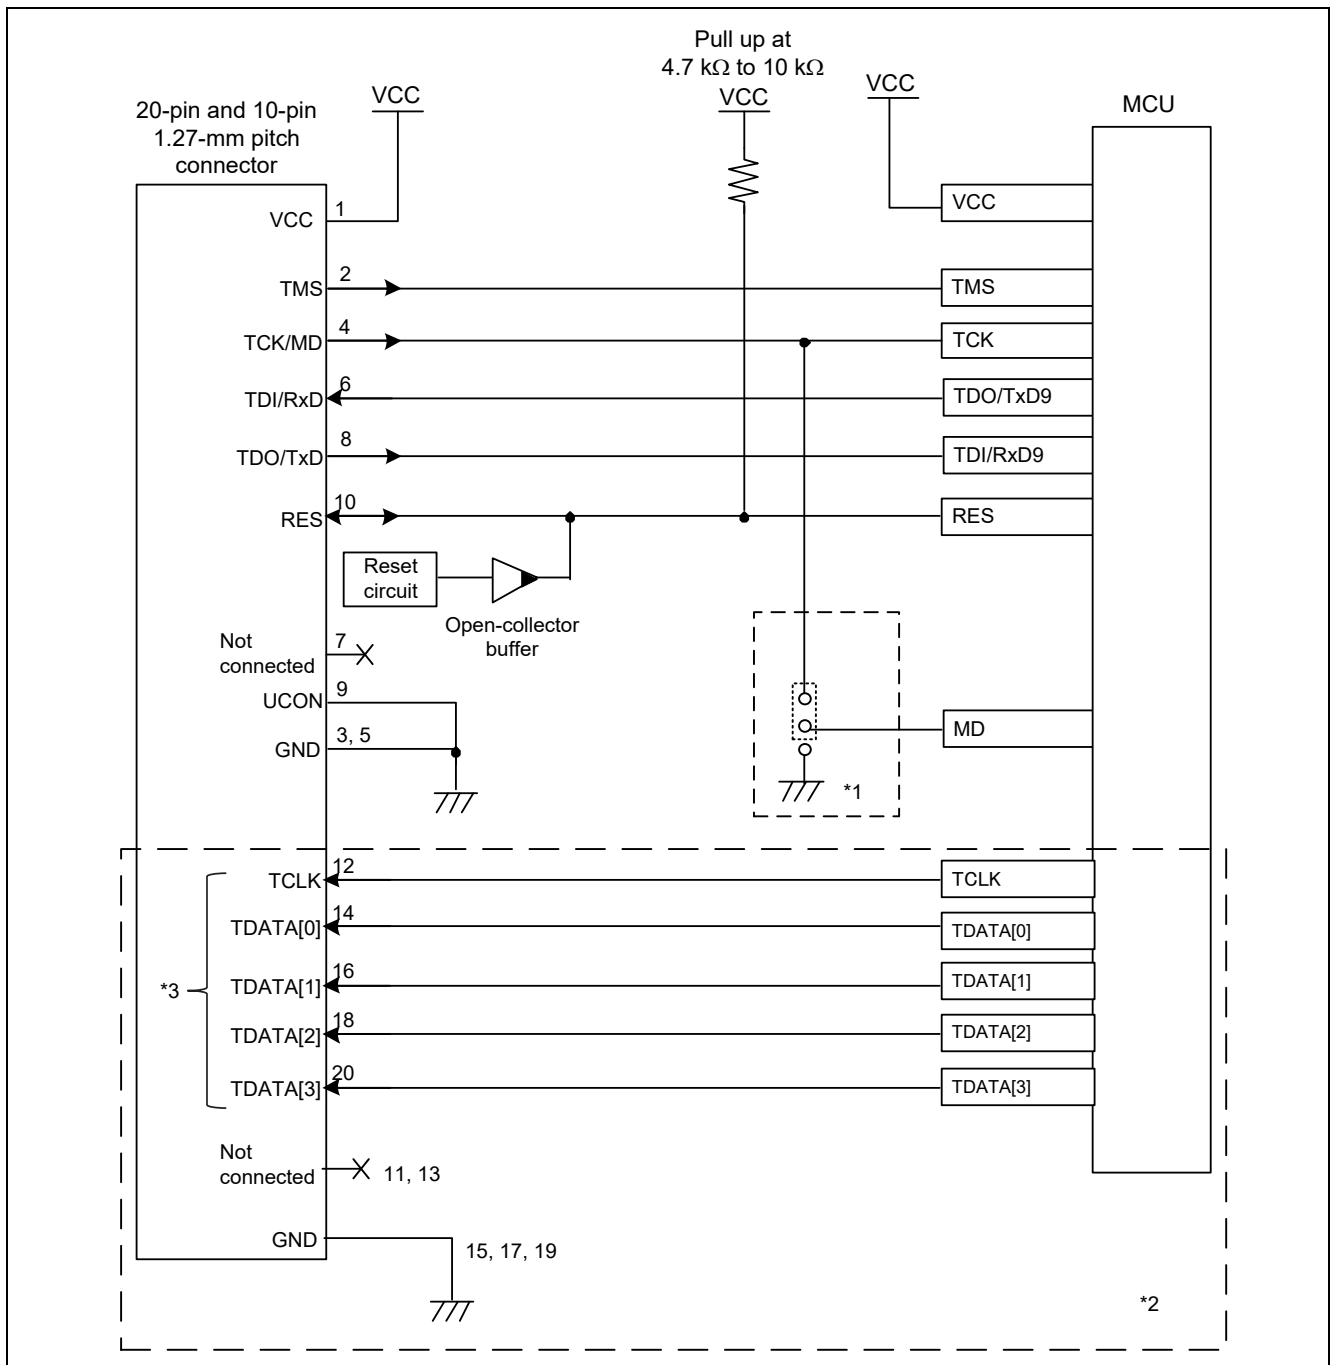 Pull up at
4.7 kΩ to 10 kΩ
VCC
VCC
VCC
20-pin and 10-pin
1.27-mm pitch
connector
MCU
VCC
1
VCC
TMS
2
TMS
TCK/MD
4
TCK
TDI/RxD
6
TDO/TxD9
TDO/TxD
8
TDI/RxD9
RES
10
RES
Reset
circuit
Open-collector
buffer
Not
connected
7
UCON
9
GND
3, 5
MD
*1
TCLK
12
TCLK
TDATA[0]
14
TDATA[0]
*3
TDATA[1]
16
TDATA[1]
TDATA[2]
18
TDATA[2]
TDATA[3]
20
TDATA[3]
Not
connected
11, 13
GND
15, 17, 19
*2